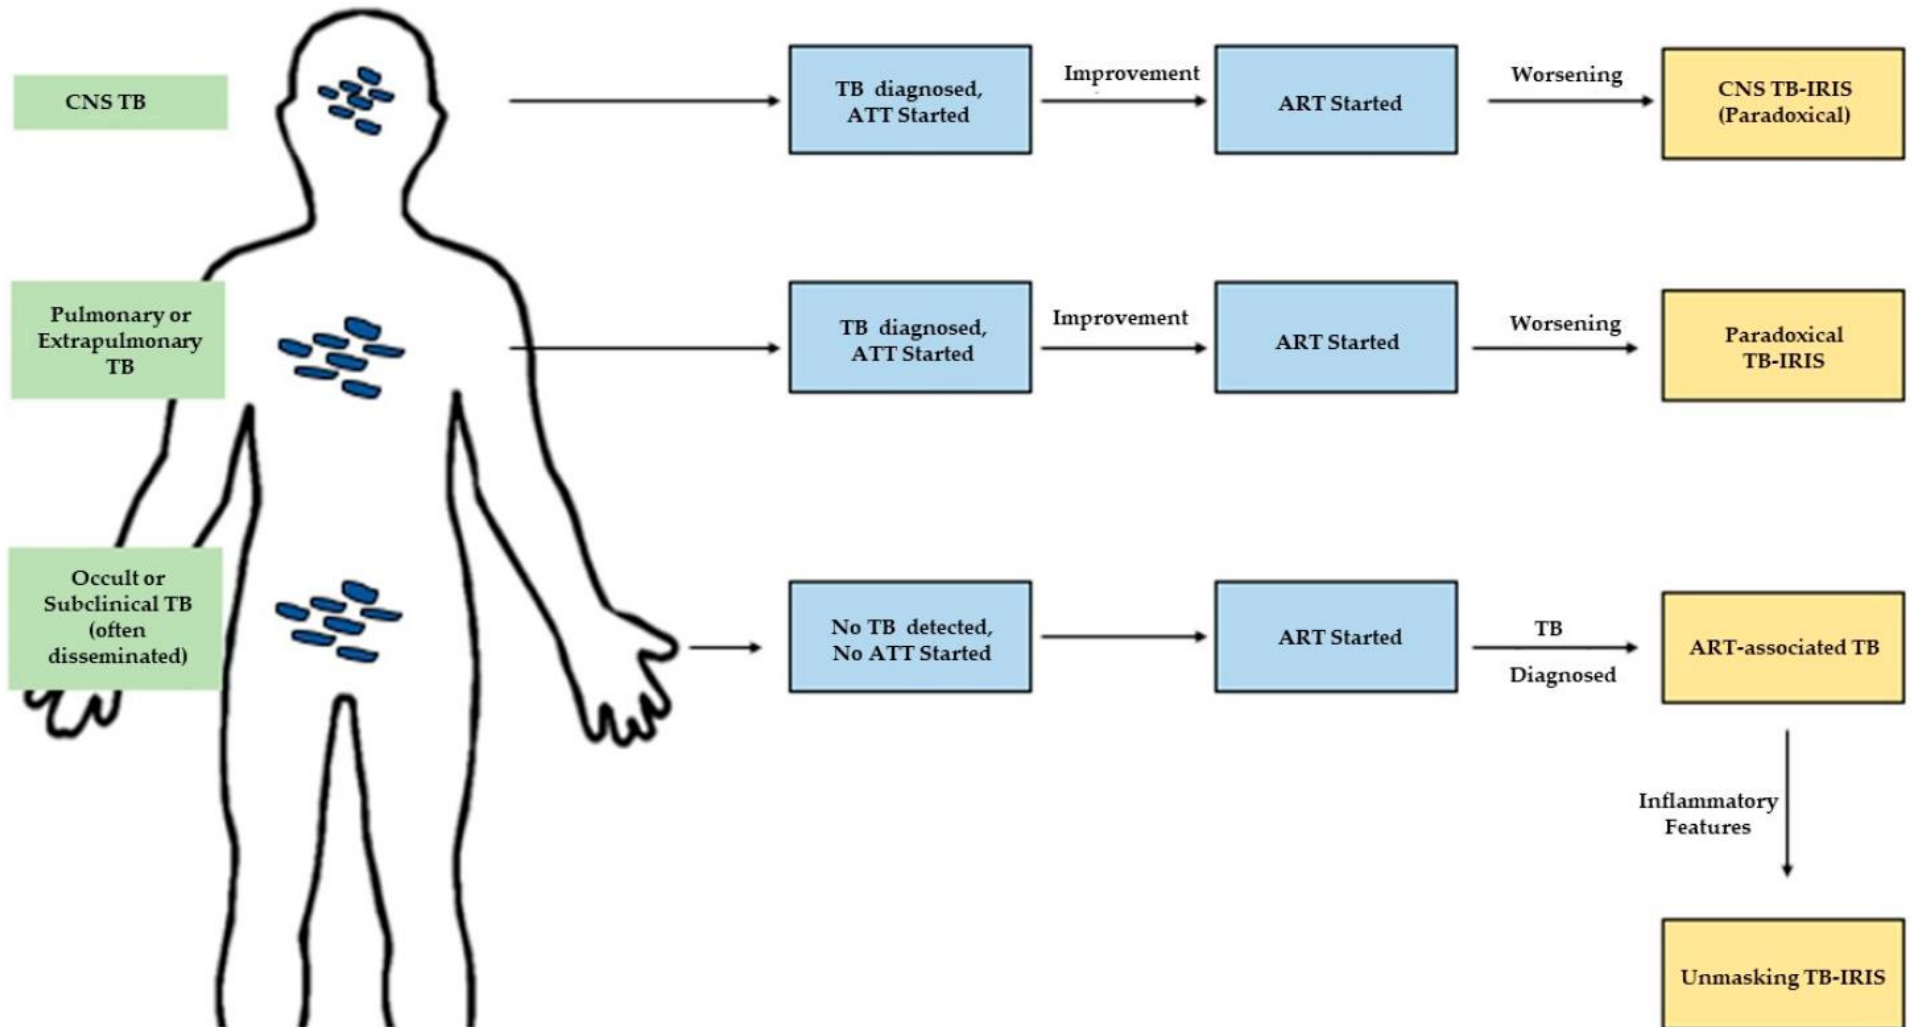 CNS TB
TB diagnosed,
ATT Started
Improvement
ART Started
Worsening
CNS TB-IRIS
(Paradoxical)
Pulmonary or
Extrapulmonary
TB
TB diagnosed,
ATT Started
Improvement
ART Started
Worsening
Paradoxical
TB-IRIS
Occult or
Subclinical TB
(often
disseminated)
No TB detected,
No ATT Started
ART Started
TB
Diagnosed
ART-associated TB
Inflammatory
Features
Unmasking TB-IRIS